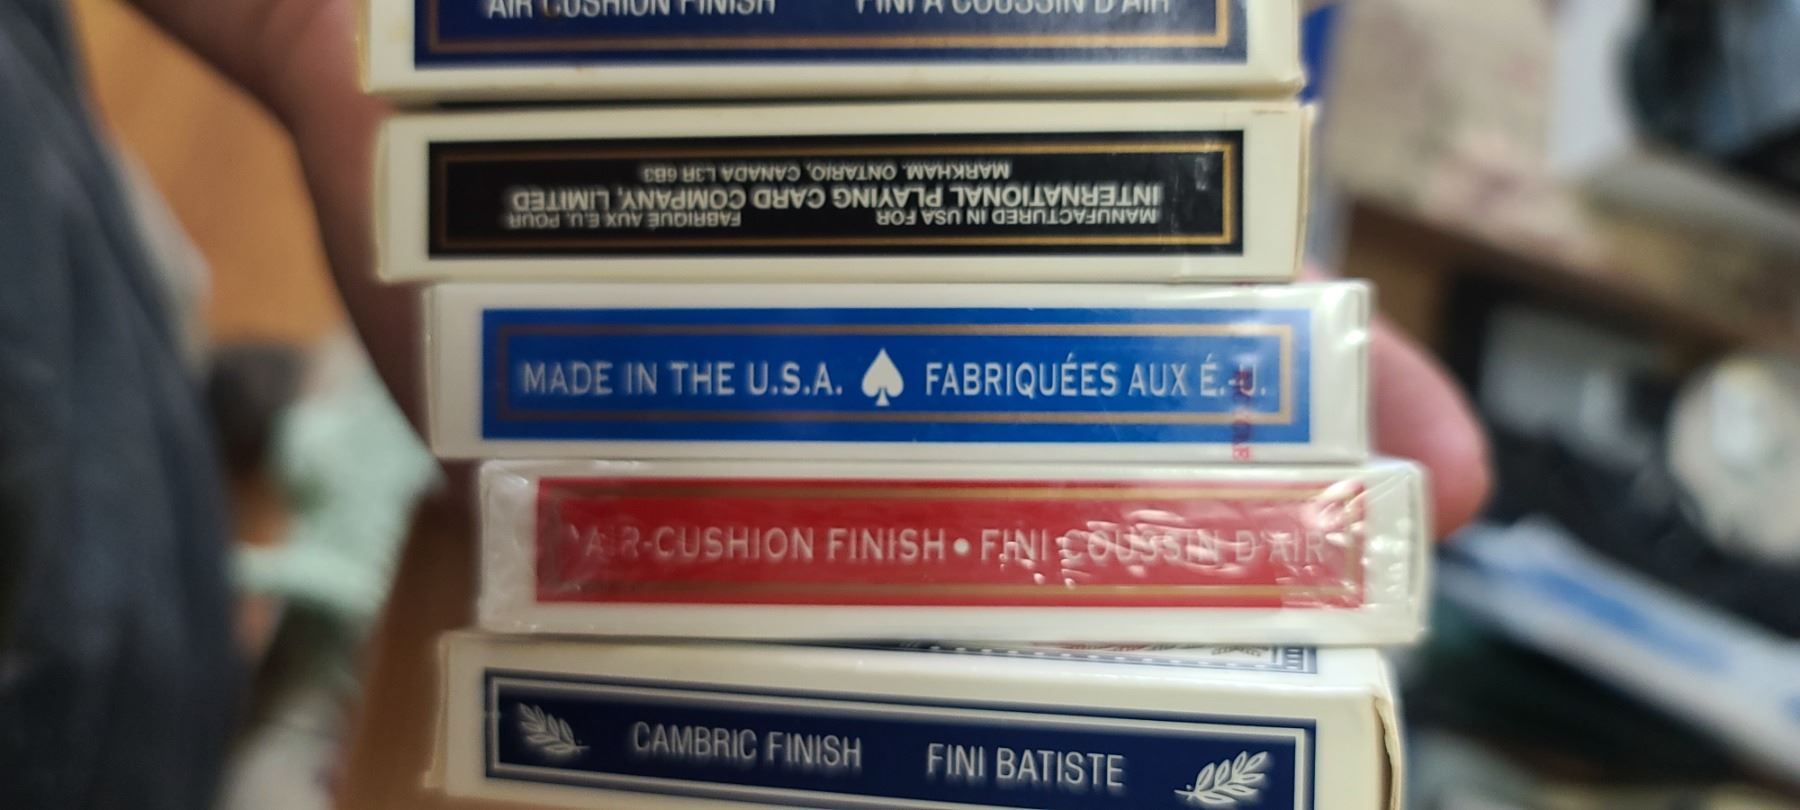 AIR CUSHION FINISH FINI À COUSSIN D'AIR
MANUFACTURED IN USA FOR FABRIQUÉ AUX E.U. POUR
INTERNATIONAL PLAYING CARD COMPANY, LIMITED
MARKHAM, ONTARIO, CANADA L3R 6B3
MADE IN THE U.S.A. FABRIQUÉES AUX É.-U.
AIR-CUSHION FINISH • FINI COUSSIN D'AIR
CAMBRIC FINISH FINI BATISTE